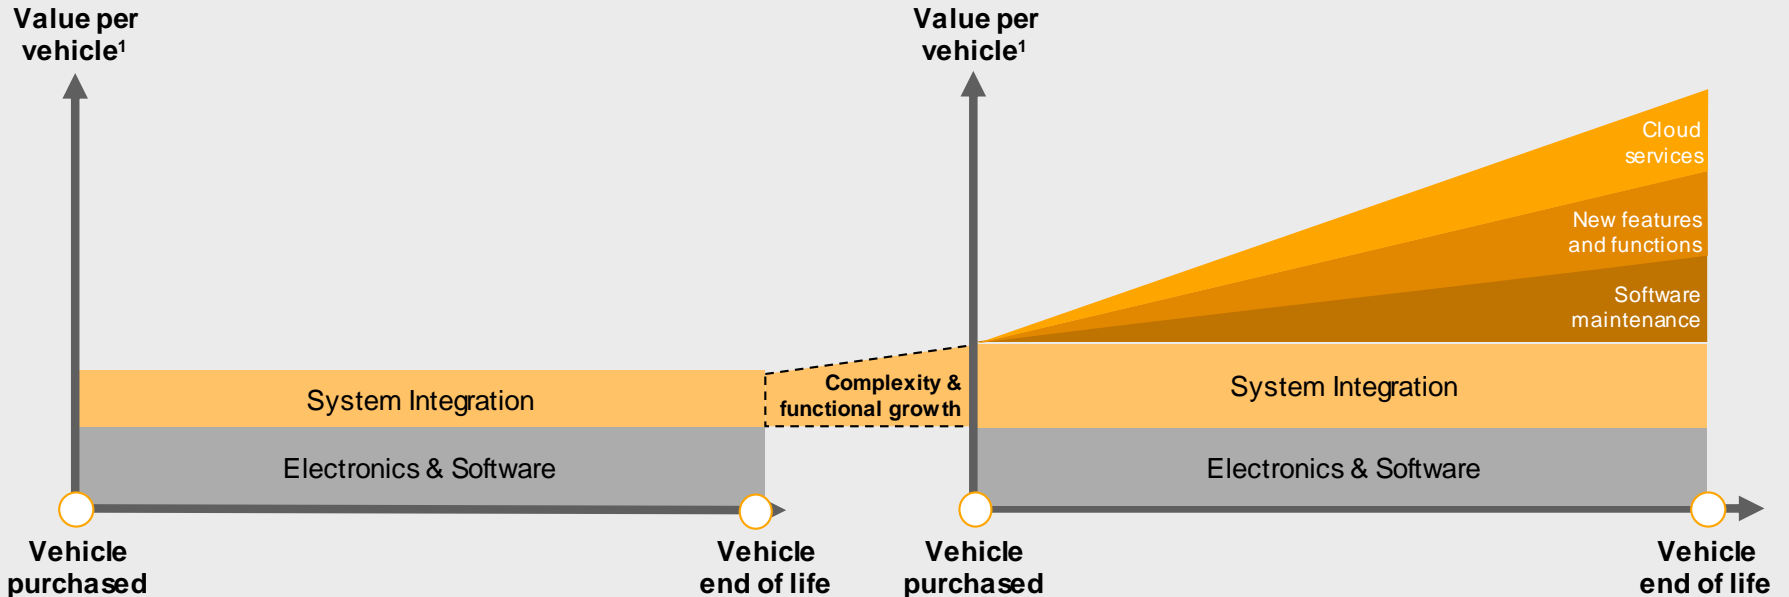 Value per
vehicle¹
System Integration
Electronics & Software
Vehicle
purchased
Vehicle
end of life
Complexity &
functional growth
Value per
vehicle¹
Cloud
services
New features
and functions
Software
maintenance
System Integration
Electronics & Software
Vehicle
purchased
Vehicle
end of life